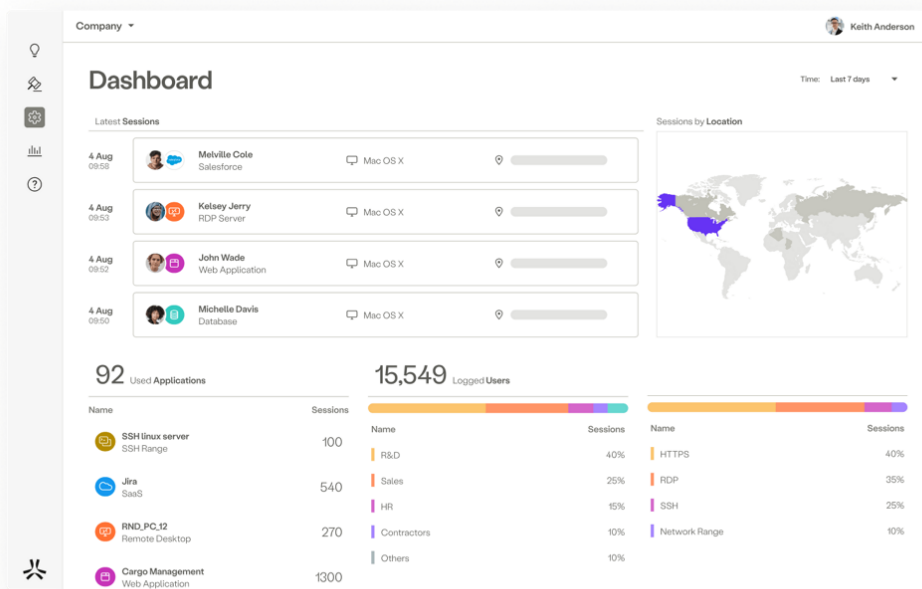 Company
Keith Anderson
Dashboard
Time: Last 7 days
Latest Sessions
Sessions by Location
4 Aug
09:58
Melville Cole
Salesforce
Mac OS X
4 Aug
09:53
Kelsey Jerry
RDP Server
Mac OS X
4 Aug
09:52
John Wade
Web Application
Mac OS X
4 Aug
09:50
Michelle Davis
Database
Mac OS X
92 Used Applications
Name Sessions
SSH linux server
SSH Range
100
Jira
SaaS
540
RND_PC_12
Remote Desktop
270
Cargo Management
Web Application
1300
15,549 Logged Users
Name Sessions
R&D 40%
Sales 25%
HR 15%
Contractors 10%
Others 10%
Name Sessions
HTTPS 40%
RDP 35%
SSH 25%
Network Range 10%